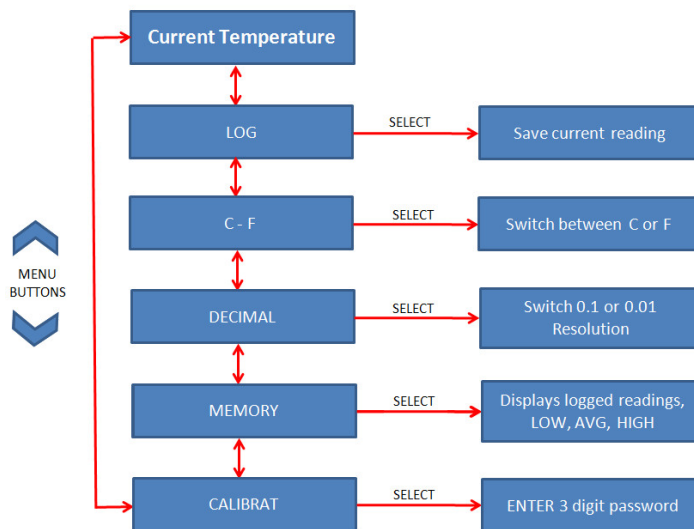 Current Temperature
LOG
SELECT
Save current reading
C - F
SELECT
Switch between C or F
MENU
BUTTONS
DECIMAL
SELECT
Switch 0.1 or 0.01
Resolution
MEMORY
SELECT
Displays logged readings,
LOW, AVG, HIGH
CALIBRAT
SELECT
ENTER 3 digit password